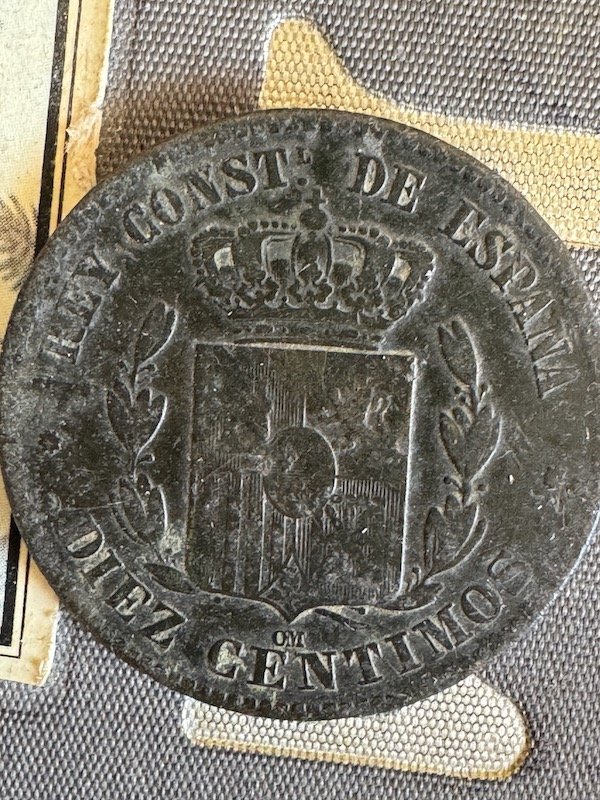 REY CONST.L DE ESPAÑA
OM
DIEZ CENTIMOS